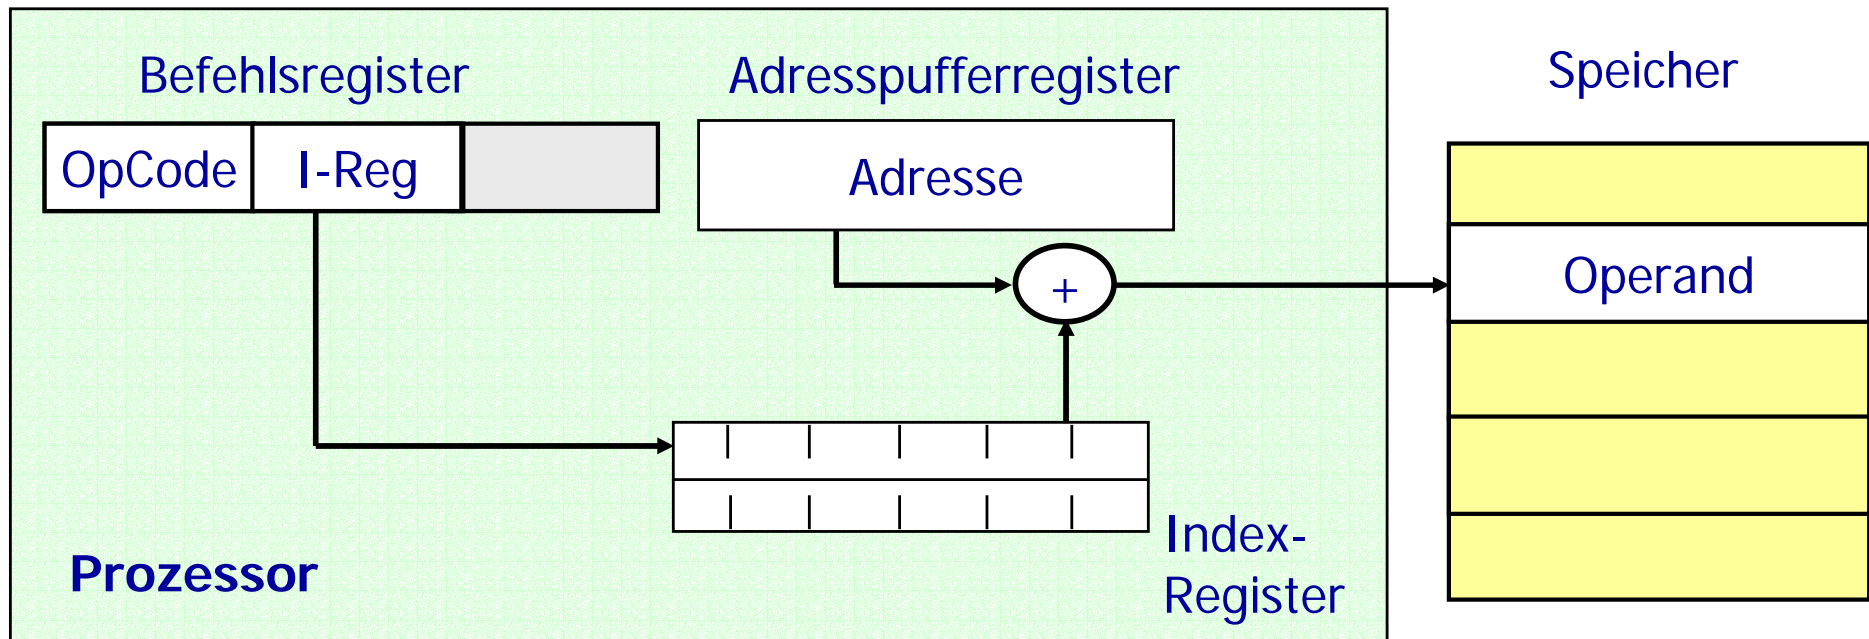 Befehlsregister
Adresspufferregister
Speicher
OpCode
I-Reg
Adresse
Operand
+
Index-
Register
Prozessor